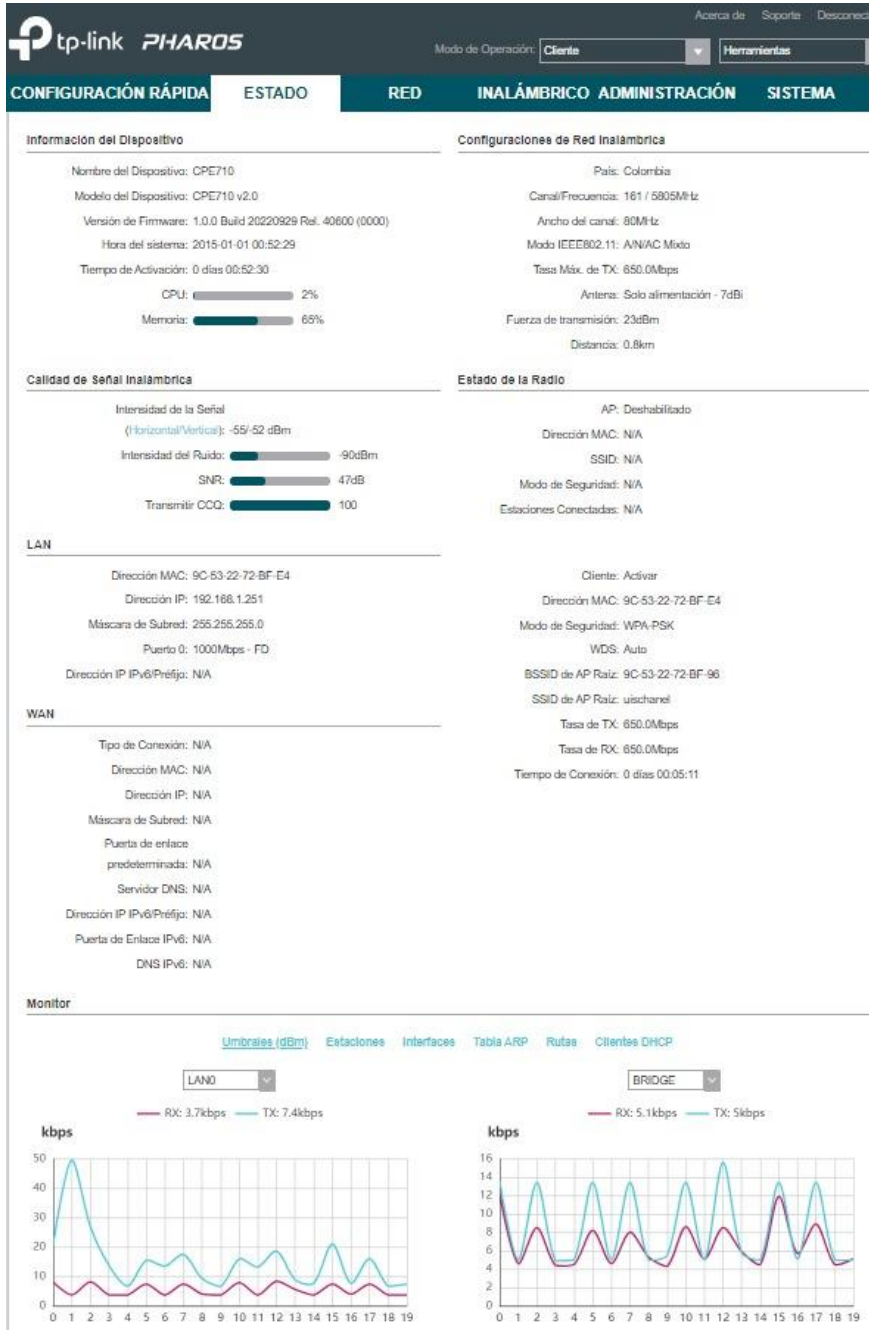 Acerca de Soporte Desconect
tp-link PHAROS
Modo de Operación: Cliente Herramientas
CONFIGURACIÓN RÁPIDA ESTADO RED INALÁMBRICO ADMINISTRACIÓN SISTEMA
Información del Dispositivo
Nombre del Dispositivo: CPE710
Modelo del Dispositivo: CPE710 v2.0
Versión de Firmware: 1.0.0 Build 20220929 Rel. 40600 (0000)
Hora del sistema: 2015-01-01 00:52:29
Tiempo de Activación: 0 días 00:52:30
CPU: 2%
Memoria: 65%
Configuraciones de Red Inalámbrica
País: Colombia
Canal/Frecuencia: 161 / 5805MHz
Ancho del canal: 80MHz
Modo IEEE802.11: A/N/AC Mixto
Tasa Máx. de TX: 650.0Mbps
Antena: Solo alimentación - 7dBi
Fuerza de transmisión: 23dBm
Distancia: 0.8km
Calidad de Señal Inalámbrica
Intensidad de la Señal
(Horizontal/Vertical): -55/-52 dBm
Intensidad del Ruido: -90dBm
SNR: 47dB
Transmitir CCQ: 100
Estado de la Radio
AP: Deshabilitado
Dirección MAC: N/A
SSID: N/A
Modo de Seguridad: N/A
Estaciones Conectadas: N/A
LAN
Dirección MAC: 9C-53-22-72-BF-E4
Dirección IP: 192.168.1.251
Máscara de Subred: 255.255.255.0
Puerto 0: 1000Mbps - FD
Dirección IP IPv6/Préfijo: N/A
Cliente: Activar
Dirección MAC: 9C-53-22-72-BF-E4
Modo de Seguridad: WPA-PSK
WDS: Auto
BSSID de AP Raíz: 9C-53-22-72-BF-96
SSID de AP Raíz: uischanel
Tasa de TX: 650.0Mbps
Tasa de RX: 650.0Mbps
Tiempo de Conexión: 0 días 00:05:11
WAN
Tipo de Conexión: N/A
Dirección MAC: N/A
Dirección IP: N/A
Máscara de Subred: N/A
Puerta de enlace
predeterminada: N/A
Servidor DNS: N/A
Dirección IP IPv6/Préfijo: N/A
Puerta de Enlace IPv6: N/A
DNS IPv6: N/A
Monitor
Umbrales (dBm) Estaciones Interfaces Tabla ARP Rutas Clientes DHCP
LAN0
RX: 3.7kbps TX: 7.4kbps
kbps
50
40
30
20
10
0
0 1 2 3 4 5 6 7 8 9 10 11 12 13 14 15 16 17 18 19
BRIDGE
RX: 5.1kbps TX: 5kbps
kbps
16
14
12
10
8
6
4
2
0
0 1 2 3 4 5 6 7 8 9 10 11 12 13 14 15 16 17 18 19